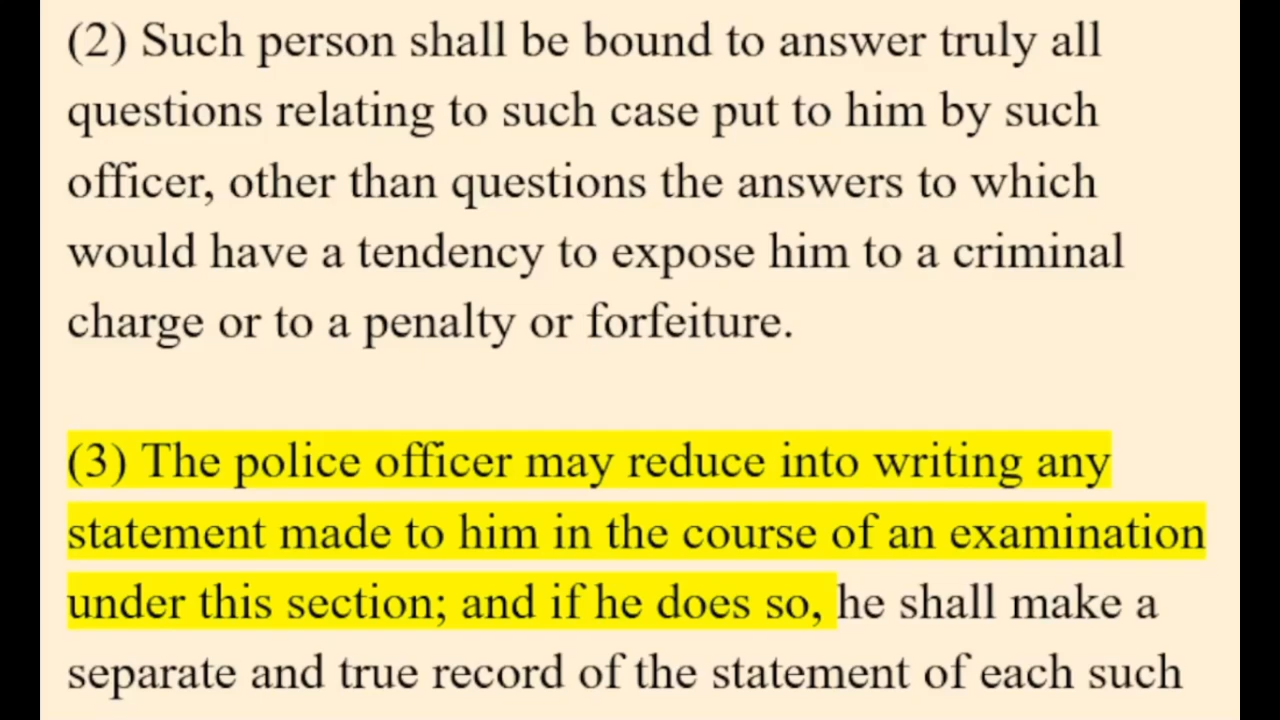 (2) Such person shall be bound to answer truly all
questions relating to such case put to him by such
officer, other than questions the answers to which
would have a tendency to expose him to a criminal
charge or to a penalty or forfeiture.
(3) The police officer may reduce into writing any
statement made to him in the course of an examination
under this section; and if he does so, he shall make a
separate and true record of the statement of each such